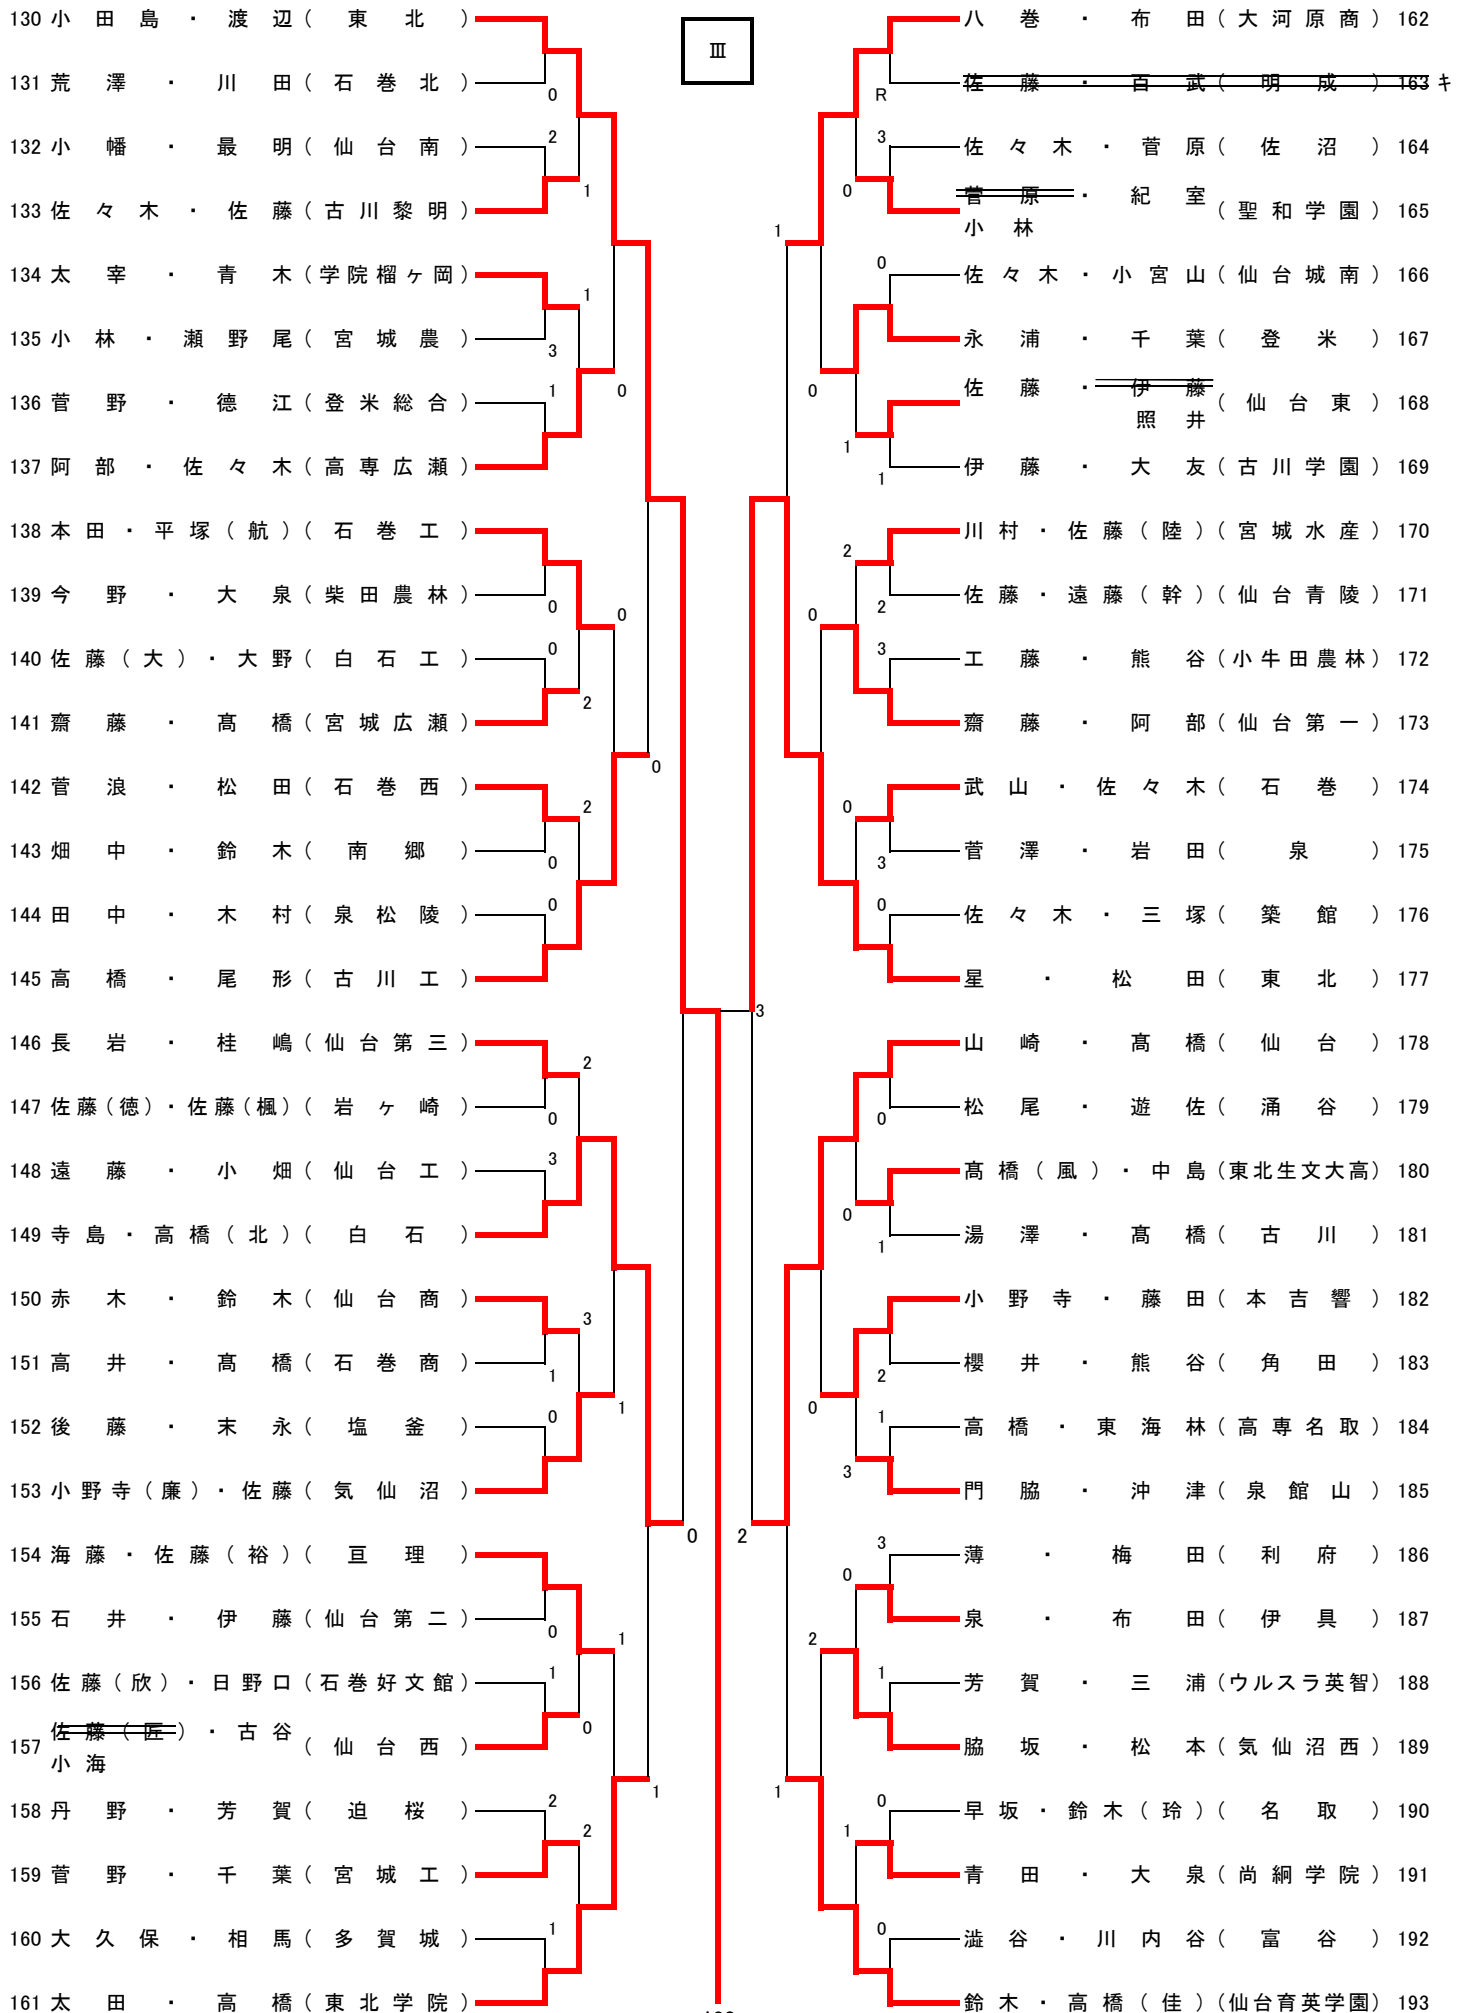 Ⅲ
130 小田島・渡辺(東北)
131 荒澤・川田(石巻北)
0
132 小幡・最明(仙台南)
2
1
133 佐々木・佐藤(古川黎明)
134 太宰・青木(学院榴ヶ岡)
1
135 小林・瀬野尾(宮城農)
3
136 菅野・德江(登米総合)
1
0
137 阿部・佐々木(高専広瀬)
138 本田・平塚(航)(石巻工)
139 今野・大泉(柴田農林)
0
0
140 佐藤(大)・大野(白石工)
0
2
141 齋藤・髙橋(宮城広瀬)
0
142 菅浪・松田(石巻西)
2
143 畑中・鈴木(南郷)
0
144 田中・木村(泉松陵)
0
145 高橋・尾形(古川工)
146 長岩・桂嶋(仙台第三)
2
147 佐藤(徳)・佐藤(楓)(岩ヶ崎)
0
148 遠藤・小畑(仙台工)
3
149 寺島・高橋(北)(白石)
150 赤木・鈴木(仙台商)
3
151 高井・髙橋(石巻商)
1
152 後藤・末永(塩釜)
0
1
153 小野寺(廉)・佐藤(気仙沼)
0
154 海藤・佐藤(裕)(亘理)
155 石井・伊藤(仙台第二)
0
1
156 佐藤(欣)・日野口(石巻好文館)
1
0
157 佐藤(匠)・古谷(仙台西)
小海
1
158 丹野・芳賀(迫桜)
2
2
159 菅野・千葉(宮城工)
160 大久保・相馬(多賀城)
1
161 太田・高橋(東北学院)
八巻・布田(大河原商) 162
佐藤・百武(明成) 163 キ
R
佐々木・菅原(佐沼) 164
3
0
菅原・紀室(聖和学園) 165
小林
1
佐々木・小宮山(仙台城南) 166
0
永浦・千葉(登米) 167
0
佐藤・伊藤(仙台東) 168
照井
1
伊藤・大友(古川学園) 169
1
川村・佐藤(陸)(宮城水産) 170
2
佐藤・遠藤(幹)(仙台青陵) 171
2
0
工藤・熊谷(小牛田農林) 172
3
齋藤・阿部(仙台第一) 173
武山・佐々木(石巻) 174
0
菅澤・岩田(泉) 175
3
佐々木・三塚(築館) 176
0
星・松田(東北) 177
3
山崎・髙橋(仙台) 178
松尾・遊佐(涌谷) 179
0
髙橋(風)・中島(東北生文大高) 180
0
湯澤・髙橋(古川) 181
1
小野寺・藤田(本吉響) 182
櫻井・熊谷(角田) 183
2
0
高橋・東海林(高専名取) 184
1
3
門脇・沖津(泉館山) 185
2
薄・梅田(利府) 186
3
0
泉・布田(伊具) 187
2
芳賀・三浦(ウルスラ英智) 188
1
脇坂・松本(気仙沼西) 189
1
早坂・鈴木(玲)(名取) 190
0
1
青田・大泉(尚絅学院) 191
澁谷・川内谷(富谷) 192
0
鈴木・高橋(佳)(仙台育英学園) 193